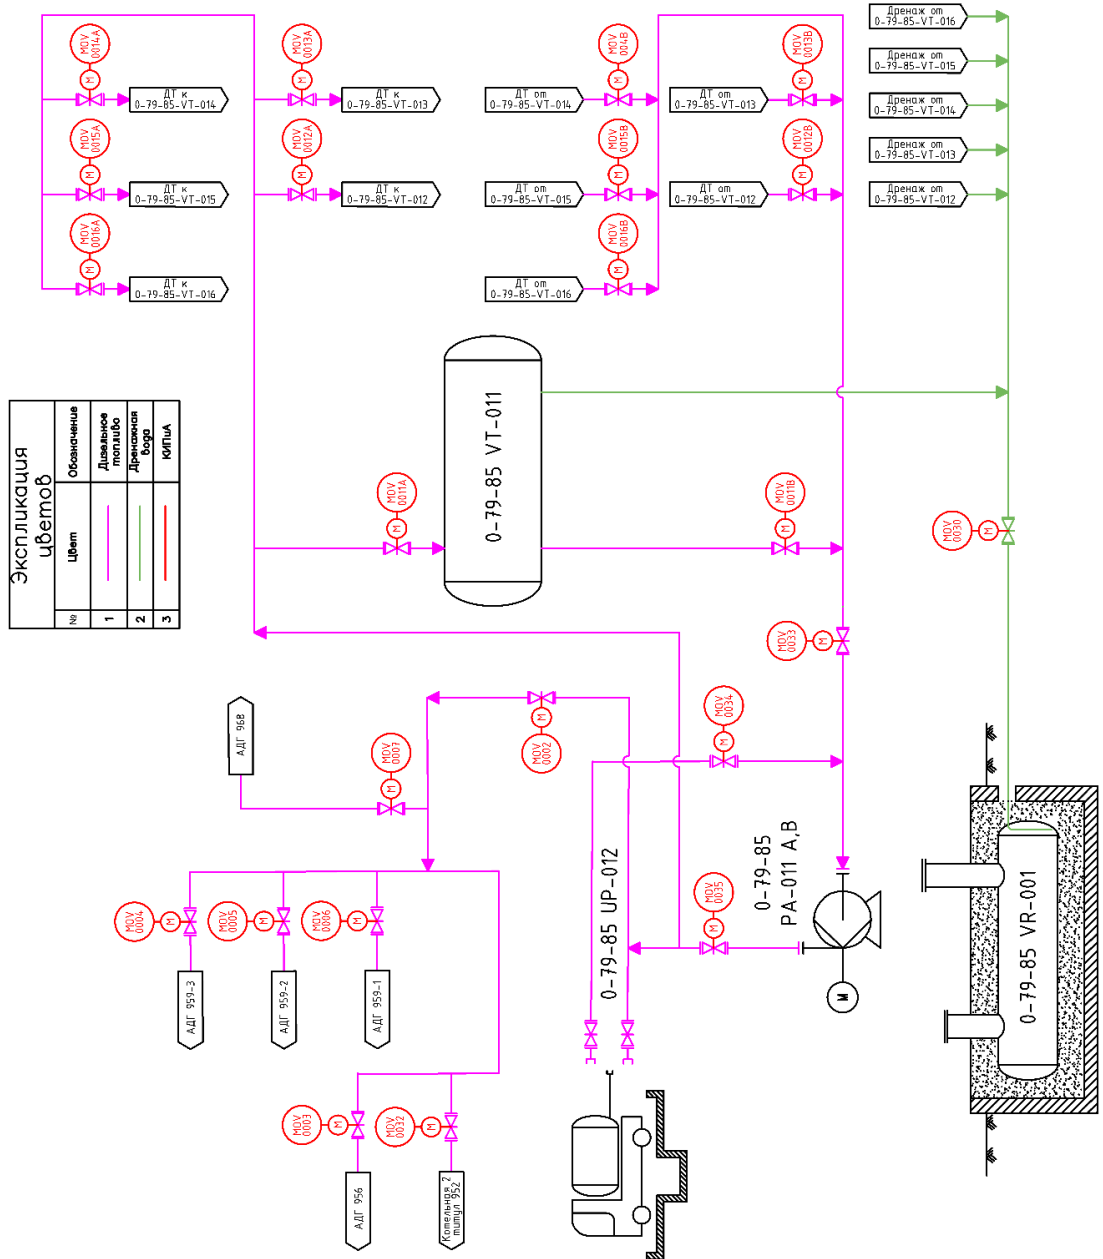 MOV
0014A
M
ДТ к
0-79-85-VT-014
MOV
0013A
M
ДТ к
0-79-85-VT-013
MOV
004B
M
ДТ от
0-79-85-VT-014
MOV
0013B
M
ДТ от
0-79-85-VT-013
MOV
0015A
M
ДТ к
0-79-85-VT-015
MOV
0012A
M
ДТ к
0-79-85-VT-012
MOV
0015B
M
ДТ от
0-79-85-VT-015
MOV
0012B
M
ДТ от
0-79-85-VT-012
MOV
0016A
M
ДТ к
0-79-85-VT-016
MOV
0016B
M
ДТ от
0-79-85-VT-016
Дренаж от
0-79-85-VT-016
Дренаж от
0-79-85-VT-015
Дренаж от
0-79-85-VT-014
Дренаж от
0-79-85-VT-013
Дренаж от
0-79-85-VT-012
Экспликация
цветов
№
Цвет
Обозначение
1
Дизельное
топливо
2
Дренажная
вода
3
КИПиА
MOV
0011A
M
0-79-85 VT-011
MOV
0011B
M
MOV
0030
M
MOV
0033
M
MOV
0034
M
MOV
0002
M
MOV
0007
M
АДГ 968
MOV
0004
M
MOV
0005
M
MOV
0006
M
АДГ 959-3
АДГ 959-2
АДГ 959-1
MOV
0003
M
MOV
0032
M
АДГ 956
Котельная 2
титул 952
0-79-85 UP-012
MOV
0035
M
0-79-85
PA-011 A,B
M
0-79-85 VR-001